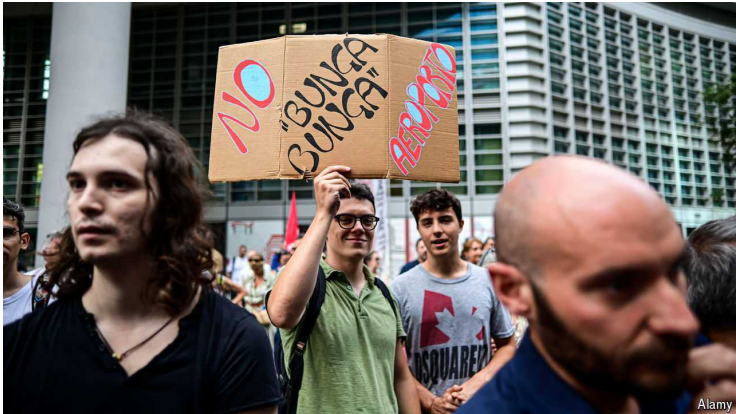 NO
"BUNGA
BUNGA"
AEROPORTO
DSQUARED
Alamy